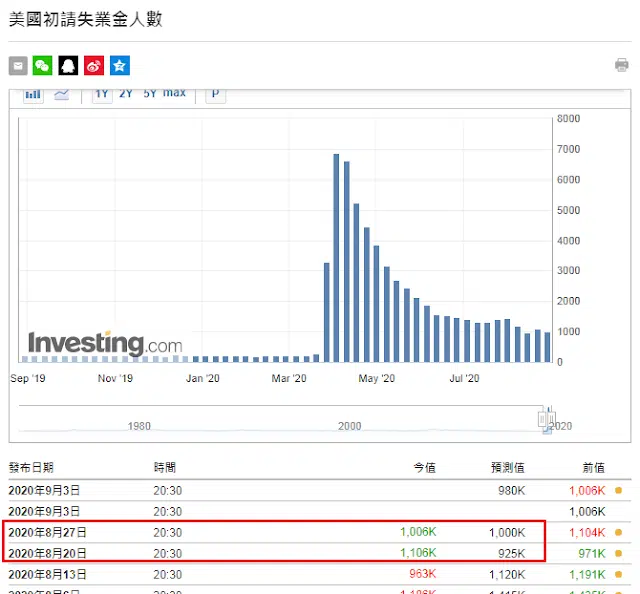 美國初請失業金人數
1Y 2Y 5Y max P
8000
7000
6000
5000
4000
3000
2000
1000
0
Investing.com
Sep '19 Nov '19 Jan '20 Mar '20 May '20 Jul '20
1980 2000 2020
發布日期 時間 今值 預測值 前值
2020年9月3日 20:30 980K 1,006K
2020年9月3日 20:30 1,006K
2020年8月27日 20:30 1,006K 1,000K 1,104K
2020年8月20日 20:30 1,106K 925K 971K
2020年8月13日 20:30 963K 1,120K 1,191K